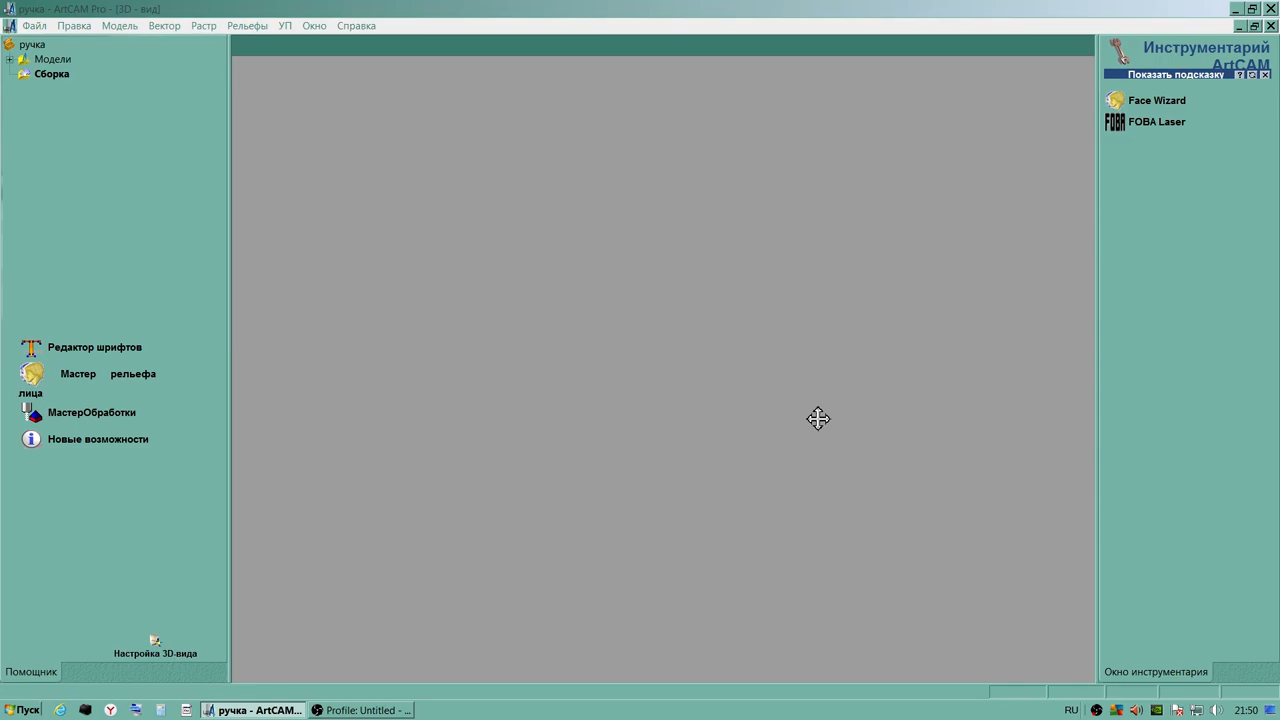 ручка - ArtCAM Pro - [3D - вид]
Файл Правка Модель Вектор Растр Рельефы УП Окно Справка
ручка
Модели
Сборка
Редактор шрифтов
Мастер рельефа
лица
МастерОбработки
Новые возможности
Настройка 3D-вида
Помощник
Инструментарий
ArtCAM
Показать подсказку
Face Wizard
FOBA FOBA Laser
Окно инструментария
Пуск
ручка - ArtCAM...
Profile: Untitled - ...
RU
21:50